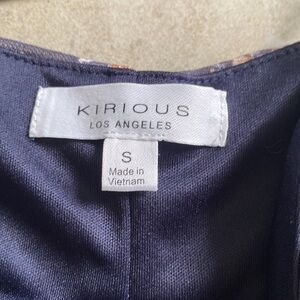 KIRIOUS
LOS ANGELES
S
Made in
Vietnam